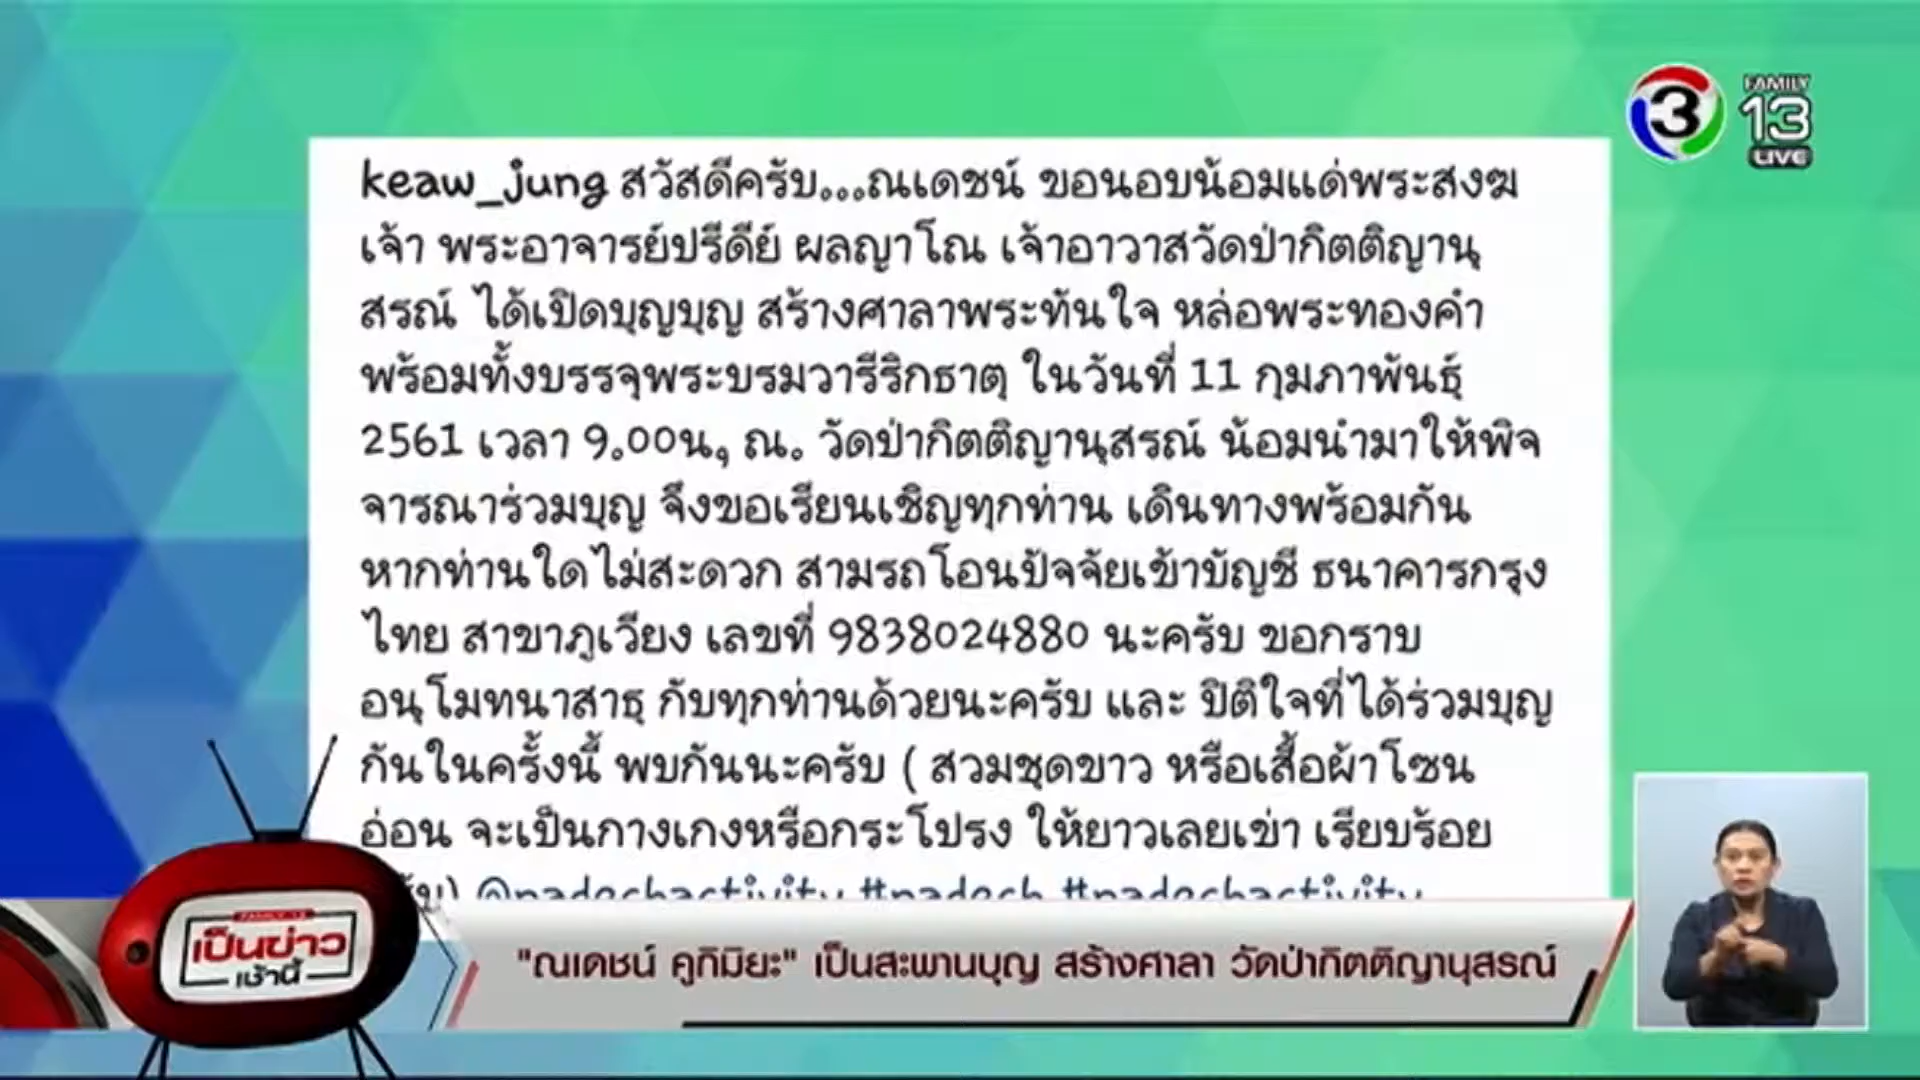 FAMILY
3 13
LIVE
keaw_jung สวัสดีครับ...ณเดชน์ ขอนอบน้อมแด่พระสงฆ
เจ้า พระอาจารย์ปรีดีย์ ผลญาโณ เจ้าอาวาสวัดป่ากิตติญานุ
สรณ์ ได้เปิดบุญบุญ สร้างศาลาพระทันใจ หล่อพระทองคำ
พร้อมทั้งบรรจุพระบรมวารีริกธาตุ ในวันที่ 11 กุมภาพันธุ์
2561 เวลา 9.00น, ณ. วัดป่ากิตติญานุสรณ์ น้อมนำมาให้พิจ
จารณาร่วมบุญ จึงขอเรียนเชิญทุกท่าน เดินทางพร้อมกัน
หากท่านใดไม่สะดวก สามรถโอนปัจจัยเข้าบัญชี ธนาคารกรุง
ไทย สาขาภูเวียง เลขที่ 9838024880 นะครับ ขอกราบ
อนุโมทนาสาธุ กับทุกท่านด้วยนะครับ และ ปิติใจที่ได้ร่วมบุญ
กันในครั้งนี้ พบกันนะครับ ( สวมชุดขาว หรือเสื้อผ้าโซน
อ่อน จะเป็นกางเกงหรือกระโปรง ให้ยาวเลยเข่า เรียบร้อย
@nadechactivity #nadech #nadechactivity
FAMILY 13
เป็นข่าว
เช้านี้
"ณเดชน์ คูกิมิยะ" เป็นสะพานบุญ สร้างศาลา วัดป่ากิตติญานุสรณ์